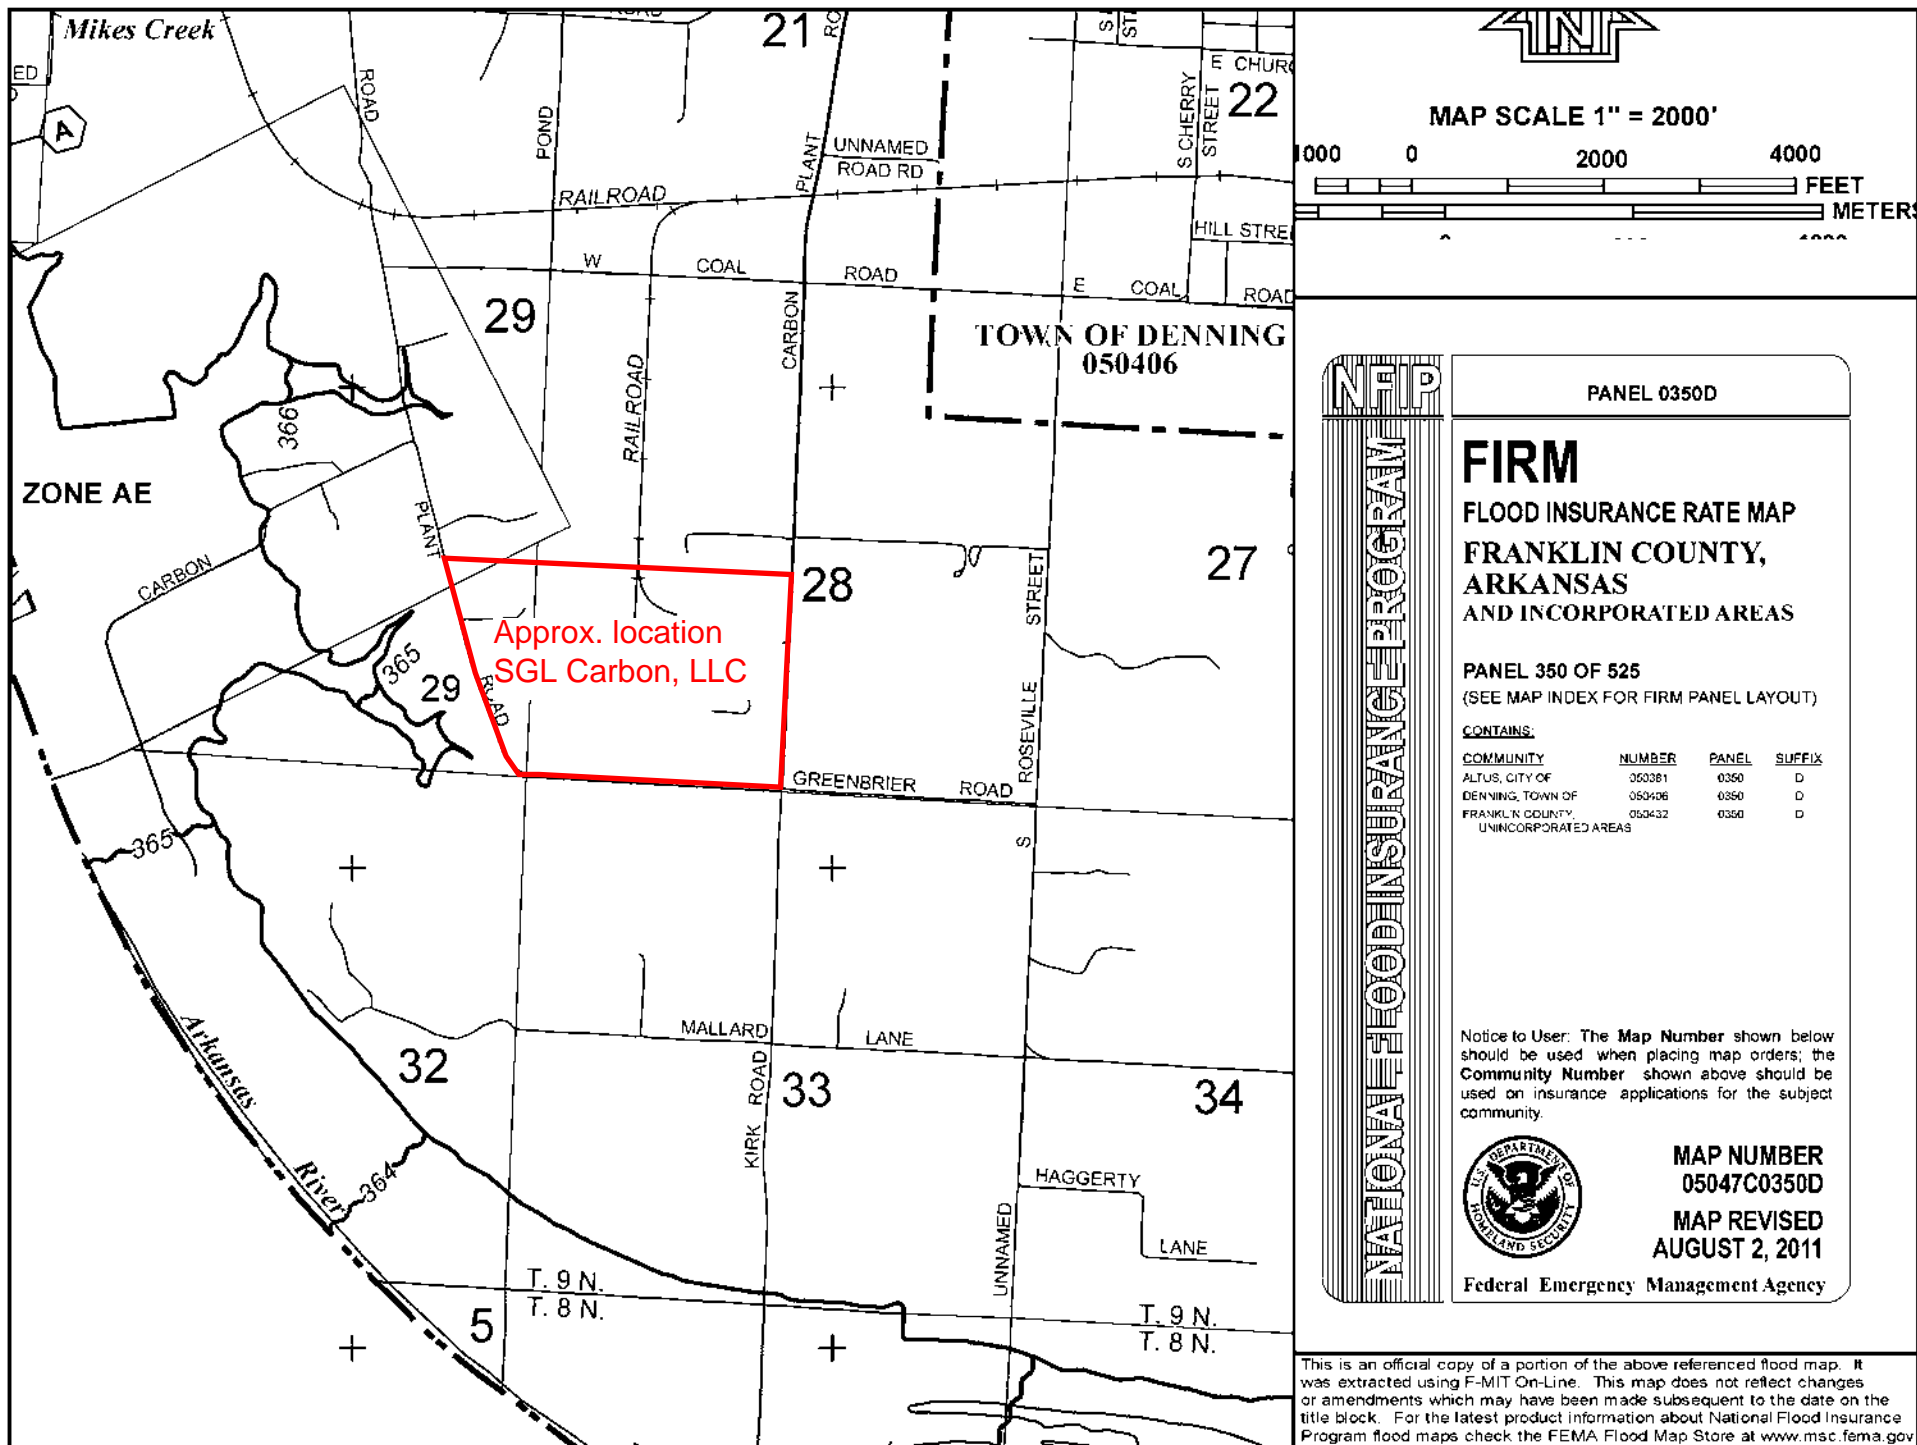 Mikes Creek
21
ED
ROAD
POND
PLANT
UNNAMED
ROAD RD
S CHERRY
STREET
E CHUR
22
A
RAILROAD
HILL STRE
W COAL ROAD
E COAL ROAD
29
CARBON
TOWN OF DENNING
050406
RAILROAD
366
ZONE AE
PLANT
CARBON
28
27
STREET
Approx. location
SGL Carbon, LLC
365
29
ROAD
ROSEVILLE
GREENBRIER ROAD
S
365
Arkansas
River
MALLARD LANE
32
KIRK ROAD
33
34
364
HAGGERTY
LANE
UNNAMED
T. 9 N.
T. 8 N.
T. 9 N.
T. 8 N.
5
N
MAP SCALE 1" = 2000'
1000 0 2000 4000
FEET
METERS
NFIP
NATIONAL FLOOD INSURANCE PROGRAM
PANEL 0350D
FIRM
FLOOD INSURANCE RATE MAP
FRANKLIN COUNTY,
ARKANSAS
AND INCORPORATED AREAS
PANEL 350 OF 525
(SEE MAP INDEX FOR FIRM PANEL LAYOUT)
CONTAINS:
COMMUNITY NUMBER PANEL SUFFIX
ALTUS, CITY OF 050381 0350 D
DENNING, TOWN OF 050406 0350 D
FRANKLIN COUNTY, 050432 0350 D
UNINCORPORATED AREAS
Notice to User: The Map Number shown below
should be used when placing map orders; the
Community Number shown above should be
used on insurance applications for the subject
community.
U.S. DEPARTMENT OF HOMELAND SECURITY
MAP NUMBER
05047C0350D
MAP REVISED
AUGUST 2, 2011
Federal Emergency Management Agency
This is an official copy of a portion of the above referenced flood map. It
was extracted using F-MIT On-Line. This map does not reflect changes
or amendments which may have been made subsequent to the date on the
title block. For the latest product information about National Flood Insurance
Program flood maps check the FEMA Flood Map Store at www.msc.fema.gov